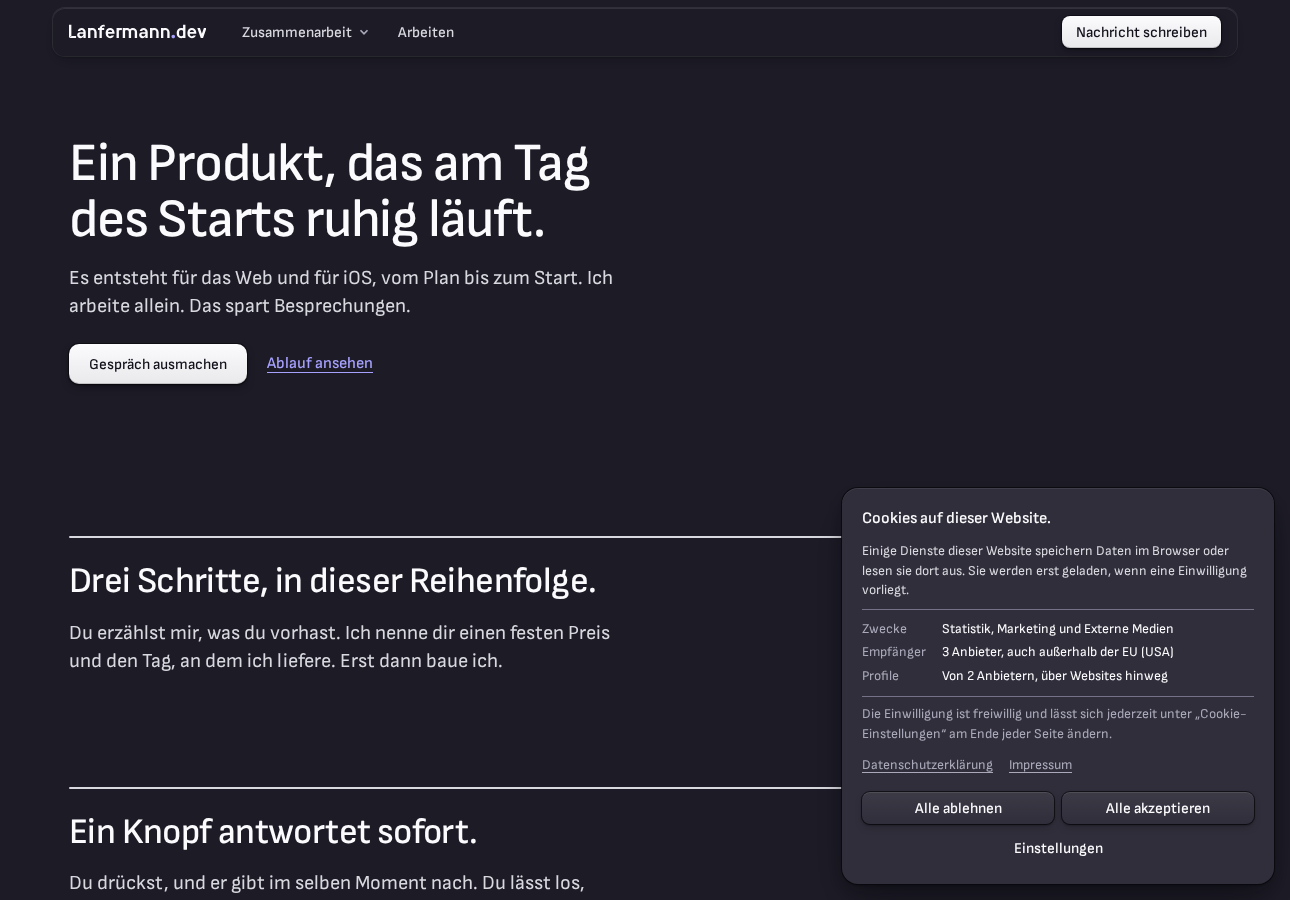 Lanfermann.dev
Zusammenarbeit
Arbeiten
Nachricht schreiben
Ein Produkt, das am Tag
des Starts ruhig läuft.
Es entsteht für das Web und für iOS, vom Plan bis zum Start. Ich
arbeite allein. Das spart Besprechungen.
Gespräch ausmachen
Ablauf ansehen
Drei Schritte, in dieser Reihenfolge.
Du erzählst mir, was du vorhast. Ich nenne dir einen festen Preis
und den Tag, an dem ich liefere. Erst dann baue ich.
Ein Knopf antwortet sofort.
Du drückst, und er gibt im selben Moment nach. Du lässt los,
Cookies auf dieser Website.
Einige Dienste dieser Website speichern Daten im Browser oder
lesen sie dort aus. Sie werden erst geladen, wenn eine Einwilligung
vorliegt.
Zwecke Statistik, Marketing und Externe Medien
Empfänger 3 Anbieter, auch außerhalb der EU (USA)
Profile Von 2 Anbietern, über Websites hinweg
Die Einwilligung ist freiwillig und lässt sich jederzeit unter „Cookie-
Einstellungen“ am Ende jeder Seite ändern.
Datenschutzerklärung Impressum
Alle ablehnen
Alle akzeptieren
Einstellungen